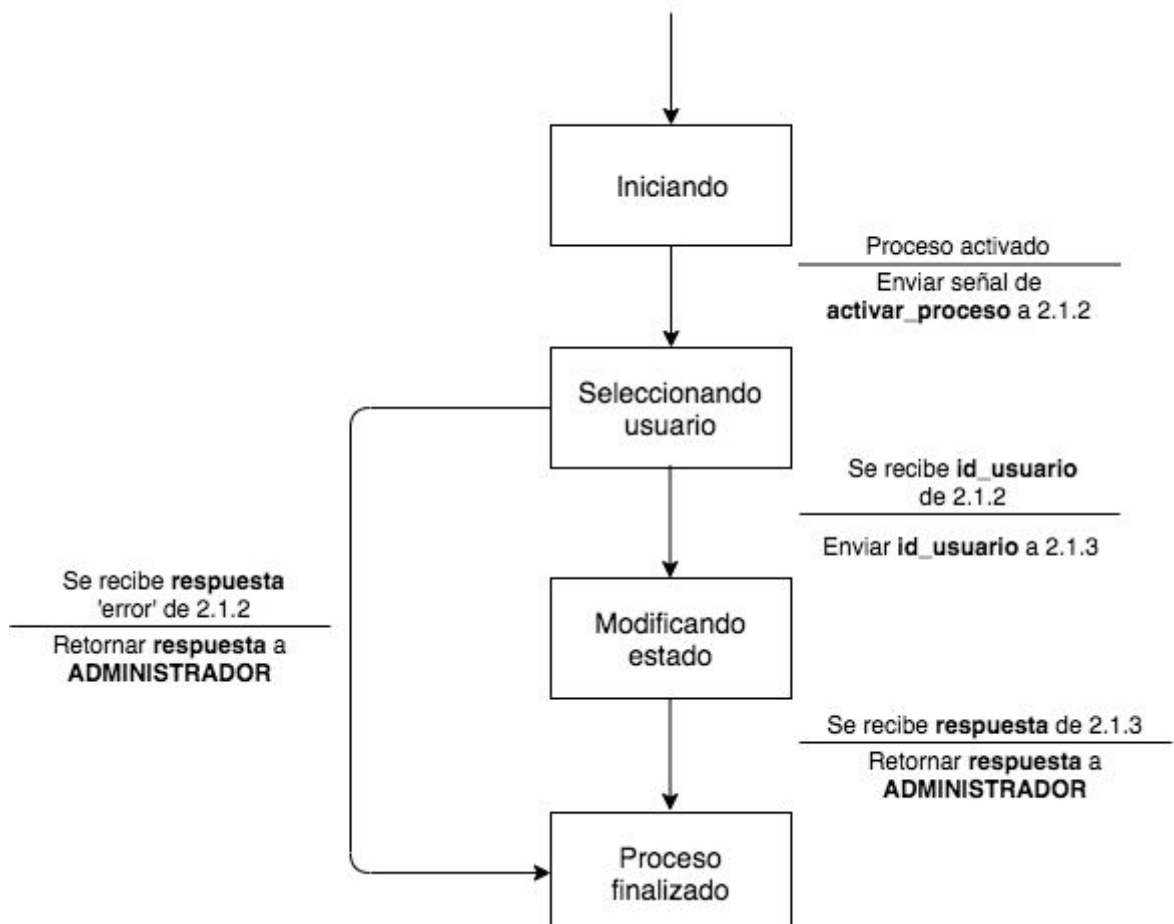 Iniciando
Proceso activado
Enviar señal de
activar_proceso a 2.1.2
Seleccionando
usuario
Se recibe id_usuario
de 2.1.2
Enviar id_usuario a 2.1.3
Se recibe respuesta
'error' de 2.1.2
Retornar respuesta a
ADMINISTRADOR
Modificando
estado
Se recibe respuesta de 2.1.3
Retornar respuesta a
ADMINISTRADOR
Proceso
finalizado